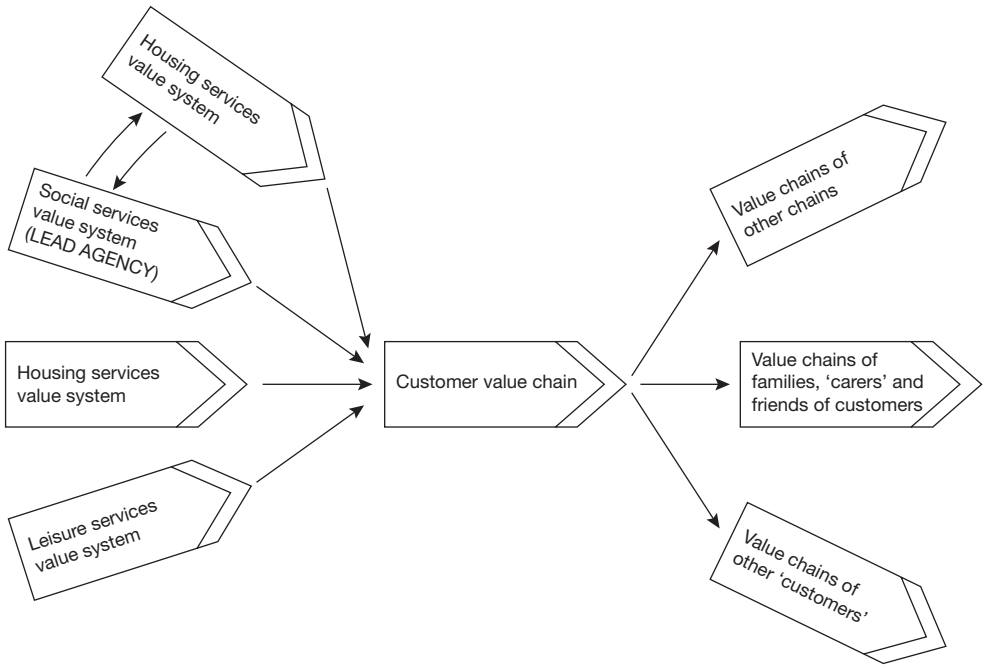 Housing services
value system
Social services
value system
(LEAD AGENCY)
Housing services
value system
Leisure services
value system
Customer value chain
Value chains of
other chains
Value chains of
families, ‘carers’ and
friends of customers
Value chains of
other ‘customers’